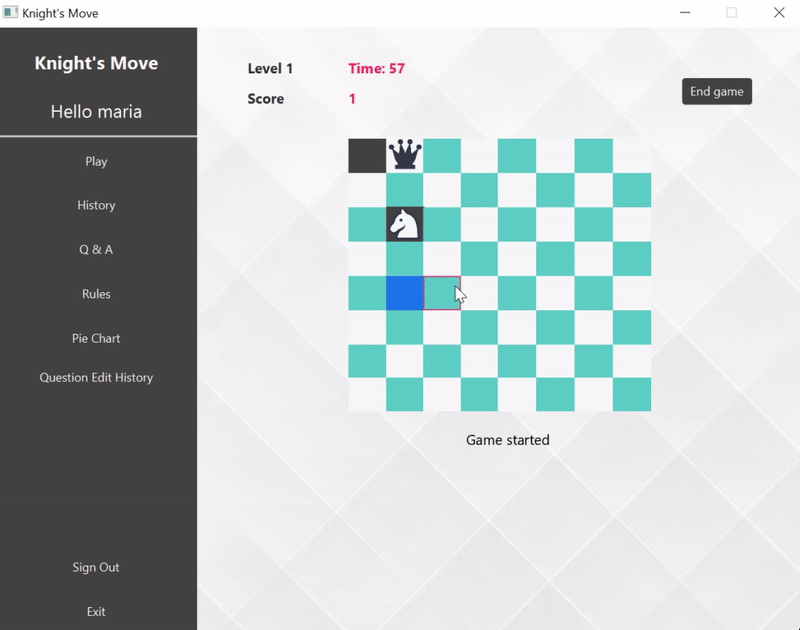 Knight's Move
Knight's Move
Hello maria
Play
History
Q & A
Rules
Pie Chart
Question Edit History
Sign Out
Exit
Level 1
Time: 57
Score
1
End game
Game started